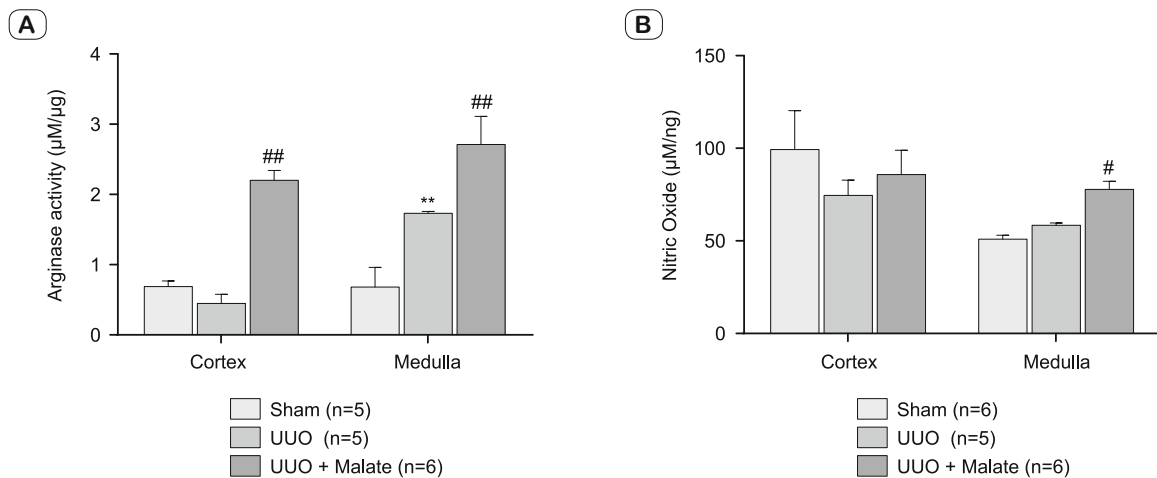 A
Arginase activity (µM/µg)
4
3
2
1
0
##
**
##
Cortex
Medulla
Sham (n=5)
UUO (n=5)
UUO + Malate (n=6)
B
Nitric Oxide (µM/ng)
150
100
50
0
#
Cortex
Medulla
Sham (n=6)
UUO (n=5)
UUO + Malate (n=6)